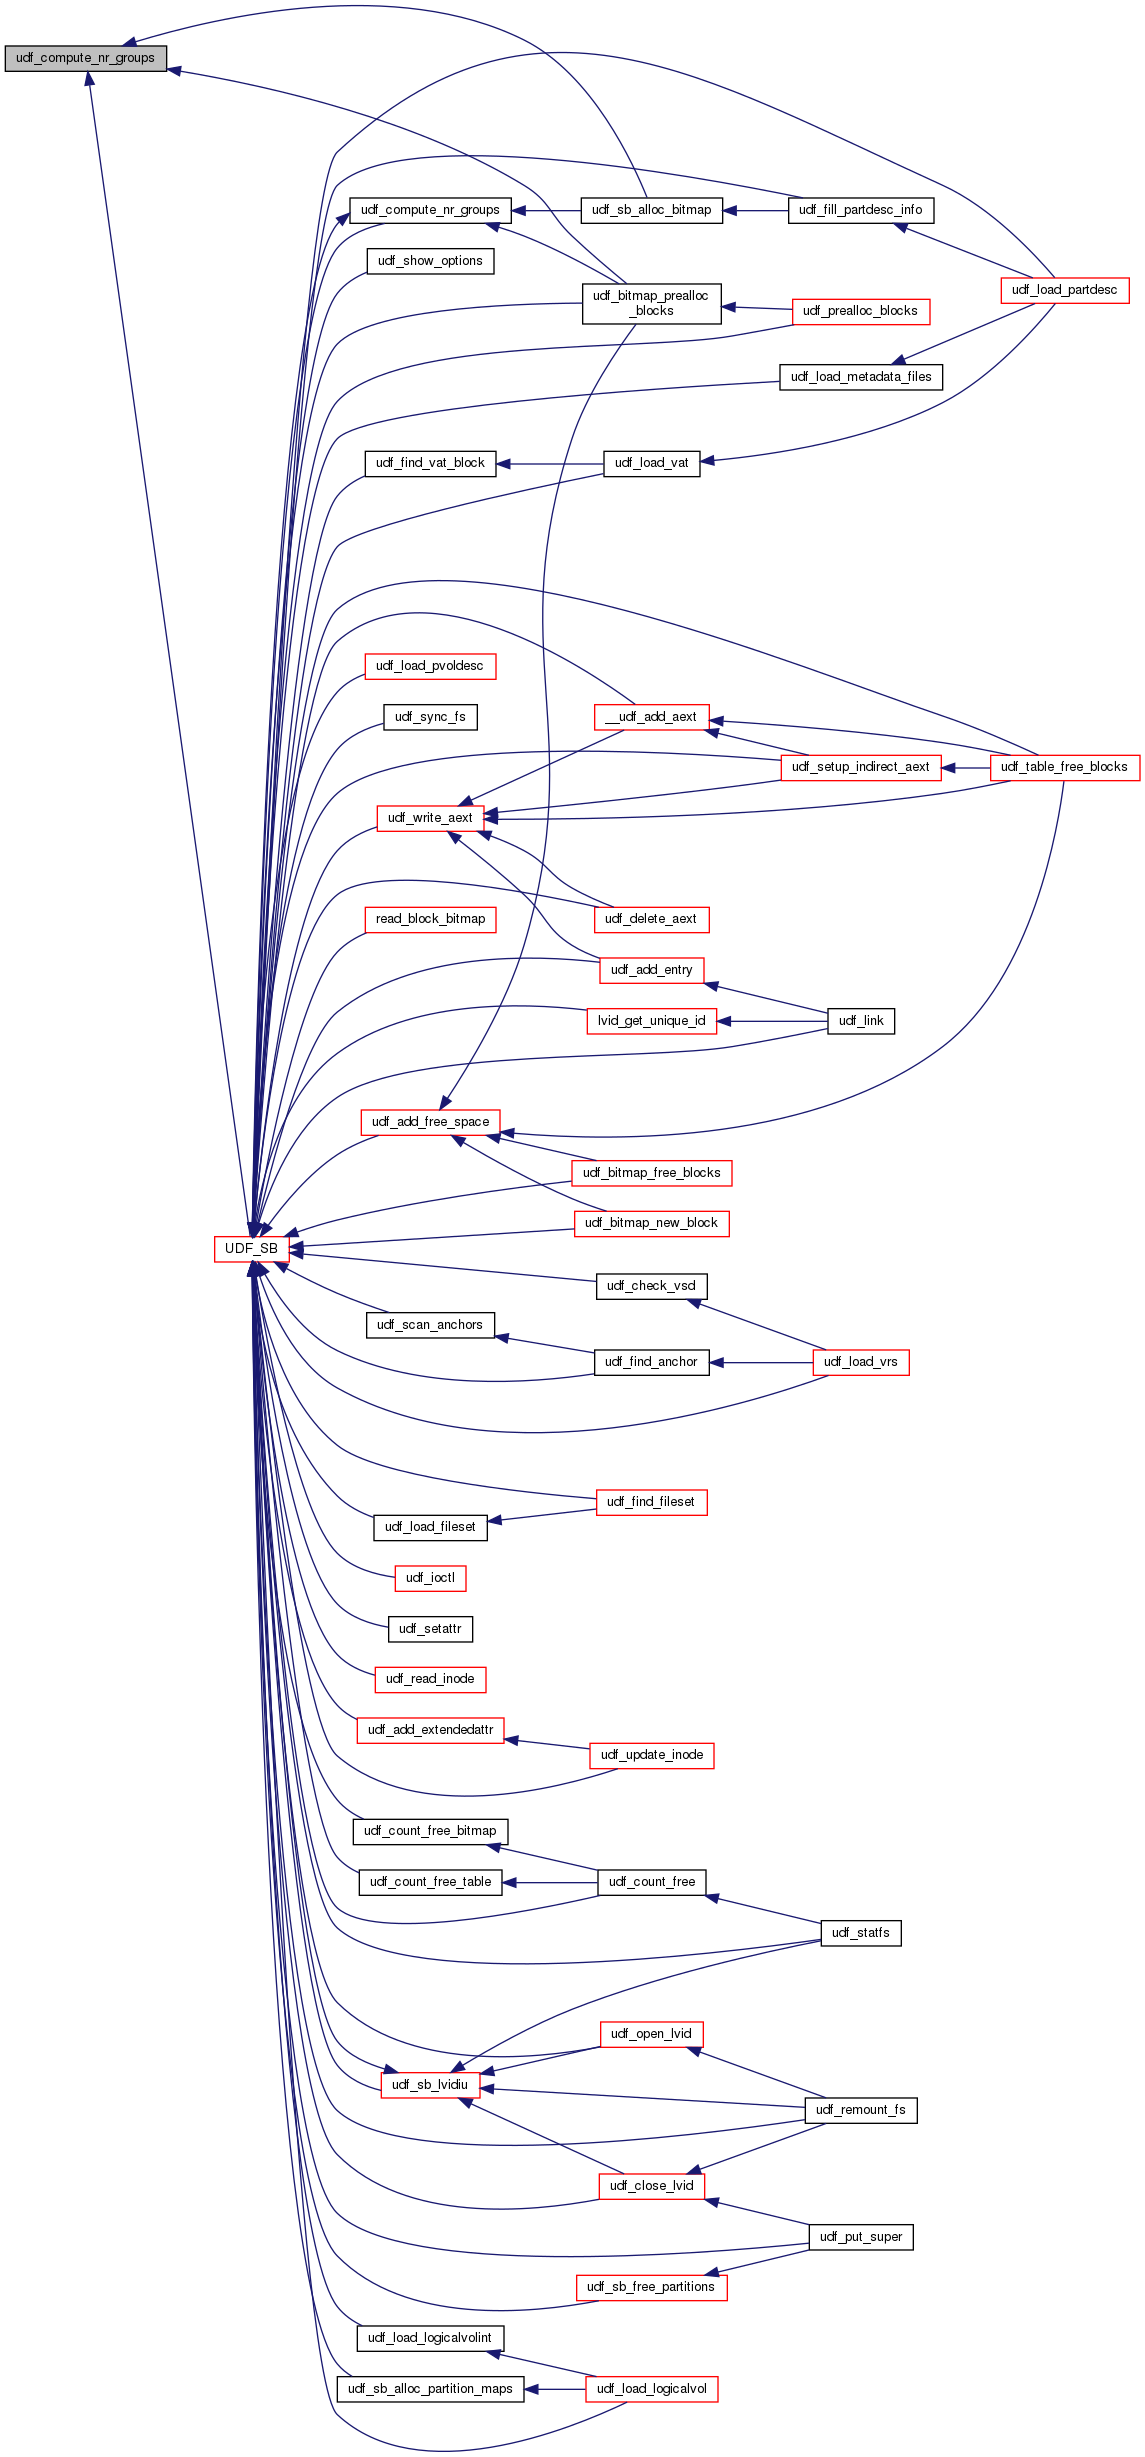 udf_compute_nr_groups
udf_compute_nr_groups
udf_sb_alloc_bitmap
udf_fill_partdesc_info
udf_show_options
udf_load_partdesc
udf_bitmap_prealloc
_blocks
udf_prealloc_blocks
udf_load_metadata_files
udf_find_vat_block
udf_load_vat
udf_load_pvoldesc
udf_sync_fs
__udf_add_aext
udf_setup_indirect_aext
udf_table_free_blocks
udf_write_aext
read_block_bitmap
udf_delete_aext
udf_add_entry
lvid_get_unique_id
udf_link
udf_add_free_space
udf_bitmap_free_blocks
udf_bitmap_new_block
UDF_SB
udf_check_vsd
udf_scan_anchors
udf_find_anchor
udf_load_vrs
udf_find_fileset
udf_load_fileset
udf_ioctl
udf_setattr
udf_read_inode
udf_add_extendedattr
udf_update_inode
udf_count_free_bitmap
udf_count_free_table
udf_count_free
udf_statfs
udf_open_lvid
udf_sb_lvidiu
udf_remount_fs
udf_close_lvid
udf_put_super
udf_sb_free_partitions
udf_load_logicalvolint
udf_sb_alloc_partition_maps
udf_load_logicalvol